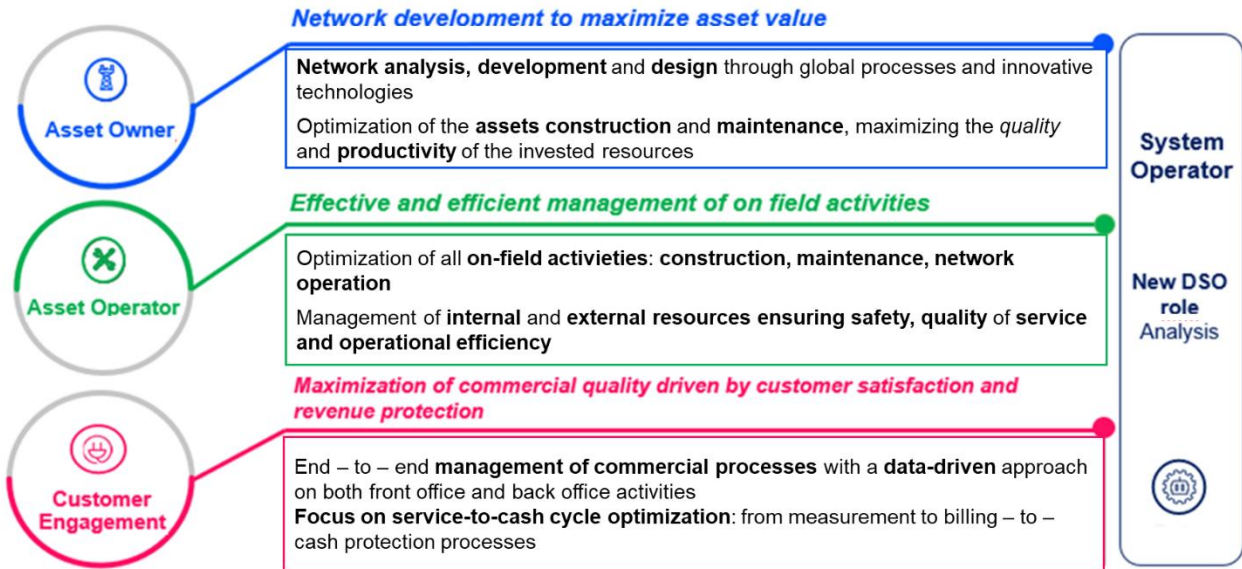 Network development to maximize asset value
Asset Owner
Network analysis, development and design through global processes and innovative
technologies
Optimization of the assets construction and maintenance, maximizing the quality
and productivity of the invested resources
Effective and efficient management of on field activities
Asset Operator
Optimization of all on-field activieties: construction, maintenance, network
operation
Management of internal and external resources ensuring safety, quality of service
and operational efficiency
Maximization of commercial quality driven by customer satisfaction and
revenue protection
Customer
Engagement
End – to – end management of commercial processes with a data-driven approach
on both front office and back office activities
Focus on service-to-cash cycle optimization: from measurement to billing – to –
cash protection processes
System
Operator
New DSO
role
Analysis